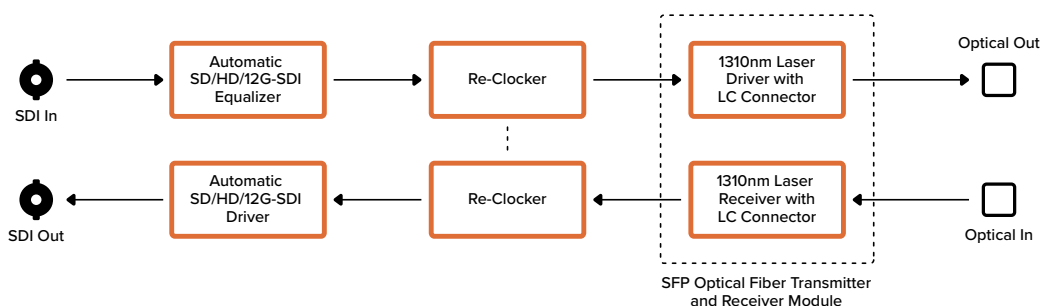 SDI In
Automatic
SD/HD/12G-SDI
Equalizer
Re-Clocker
1310nm Laser
Driver with
LC Connector
Optical Out
SDI Out
Automatic
SD/HD/12G-SDI
Driver
Re-Clocker
1310nm Laser
Receiver with
LC Connector
Optical In
SFP Optical Fiber Transmitter
and Receiver Module